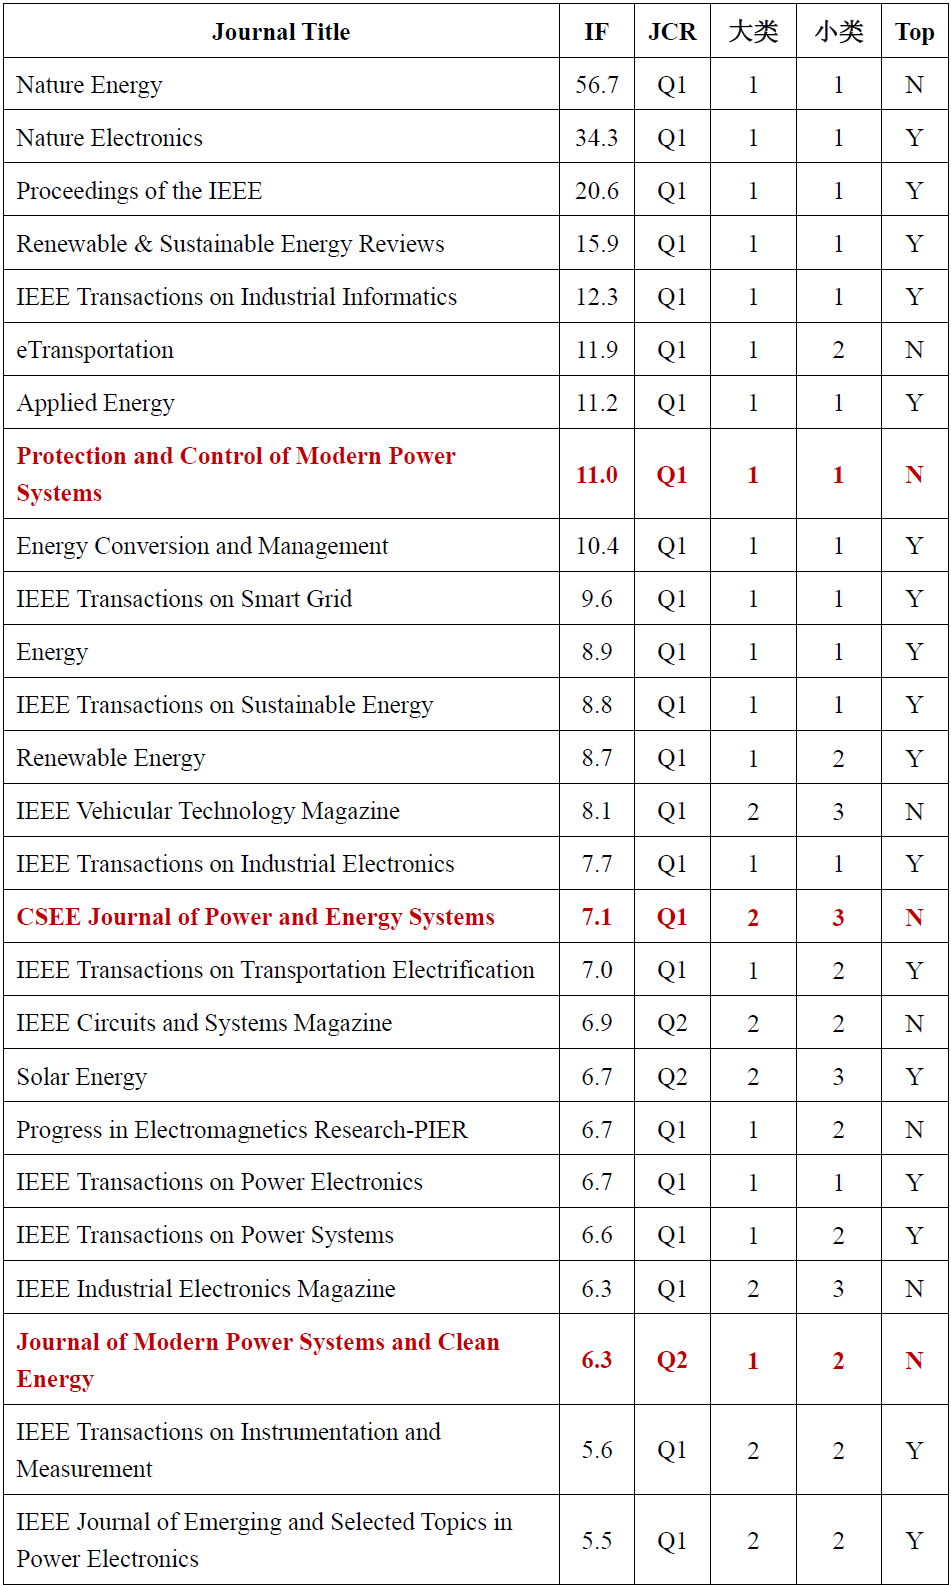 Journal Title IF JCR 大类 小类 Top
Nature Energy 56.7 Q1 1 1 N
Nature Electronics 34.3 Q1 1 1 Y
Proceedings of the IEEE 20.6 Q1 1 1 Y
Renewable & Sustainable Energy Reviews 15.9 Q1 1 1 Y
IEEE Transactions on Industrial Informatics 12.3 Q1 1 1 Y
eTransportation 11.9 Q1 1 2 N
Applied Energy 11.2 Q1 1 1 Y
Protection and Control of Modern Power
Systems 11.0 Q1 1 1 N
Energy Conversion and Management 10.4 Q1 1 1 Y
IEEE Transactions on Smart Grid 9.6 Q1 1 1 Y
Energy 8.9 Q1 1 1 Y
IEEE Transactions on Sustainable Energy 8.8 Q1 1 1 Y
Renewable Energy 8.7 Q1 1 2 Y
IEEE Vehicular Technology Magazine 8.1 Q1 2 3 N
IEEE Transactions on Industrial Electronics 7.7 Q1 1 1 Y
CSEE Journal of Power and Energy Systems 7.1 Q1 2 3 N
IEEE Transactions on Transportation Electrification 7.0 Q1 1 2 Y
IEEE Circuits and Systems Magazine 6.9 Q2 2 2 N
Solar Energy 6.7 Q2 2 3 Y
Progress in Electromagnetics Research-PIER 6.7 Q1 1 2 N
IEEE Transactions on Power Electronics 6.7 Q1 1 1 Y
IEEE Transactions on Power Systems 6.6 Q1 1 2 Y
IEEE Industrial Electronics Magazine 6.3 Q1 2 3 N
Journal of Modern Power Systems and Clean
Energy 6.3 Q2 1 2 N
IEEE Transactions on Instrumentation and
Measurement 5.6 Q1 2 2 Y
IEEE Journal of Emerging and Selected Topics in
Power Electronics 5.5 Q1 2 2 Y